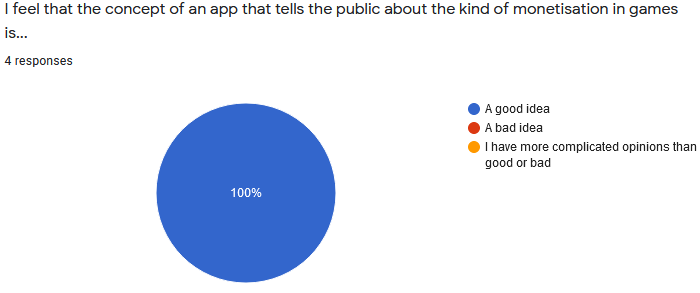 I feel that the concept of an app that tells the public about the kind of monetisation in games
is...
4 responses
100%
A good idea
A bad idea
I have more complicated opinions than
good or bad